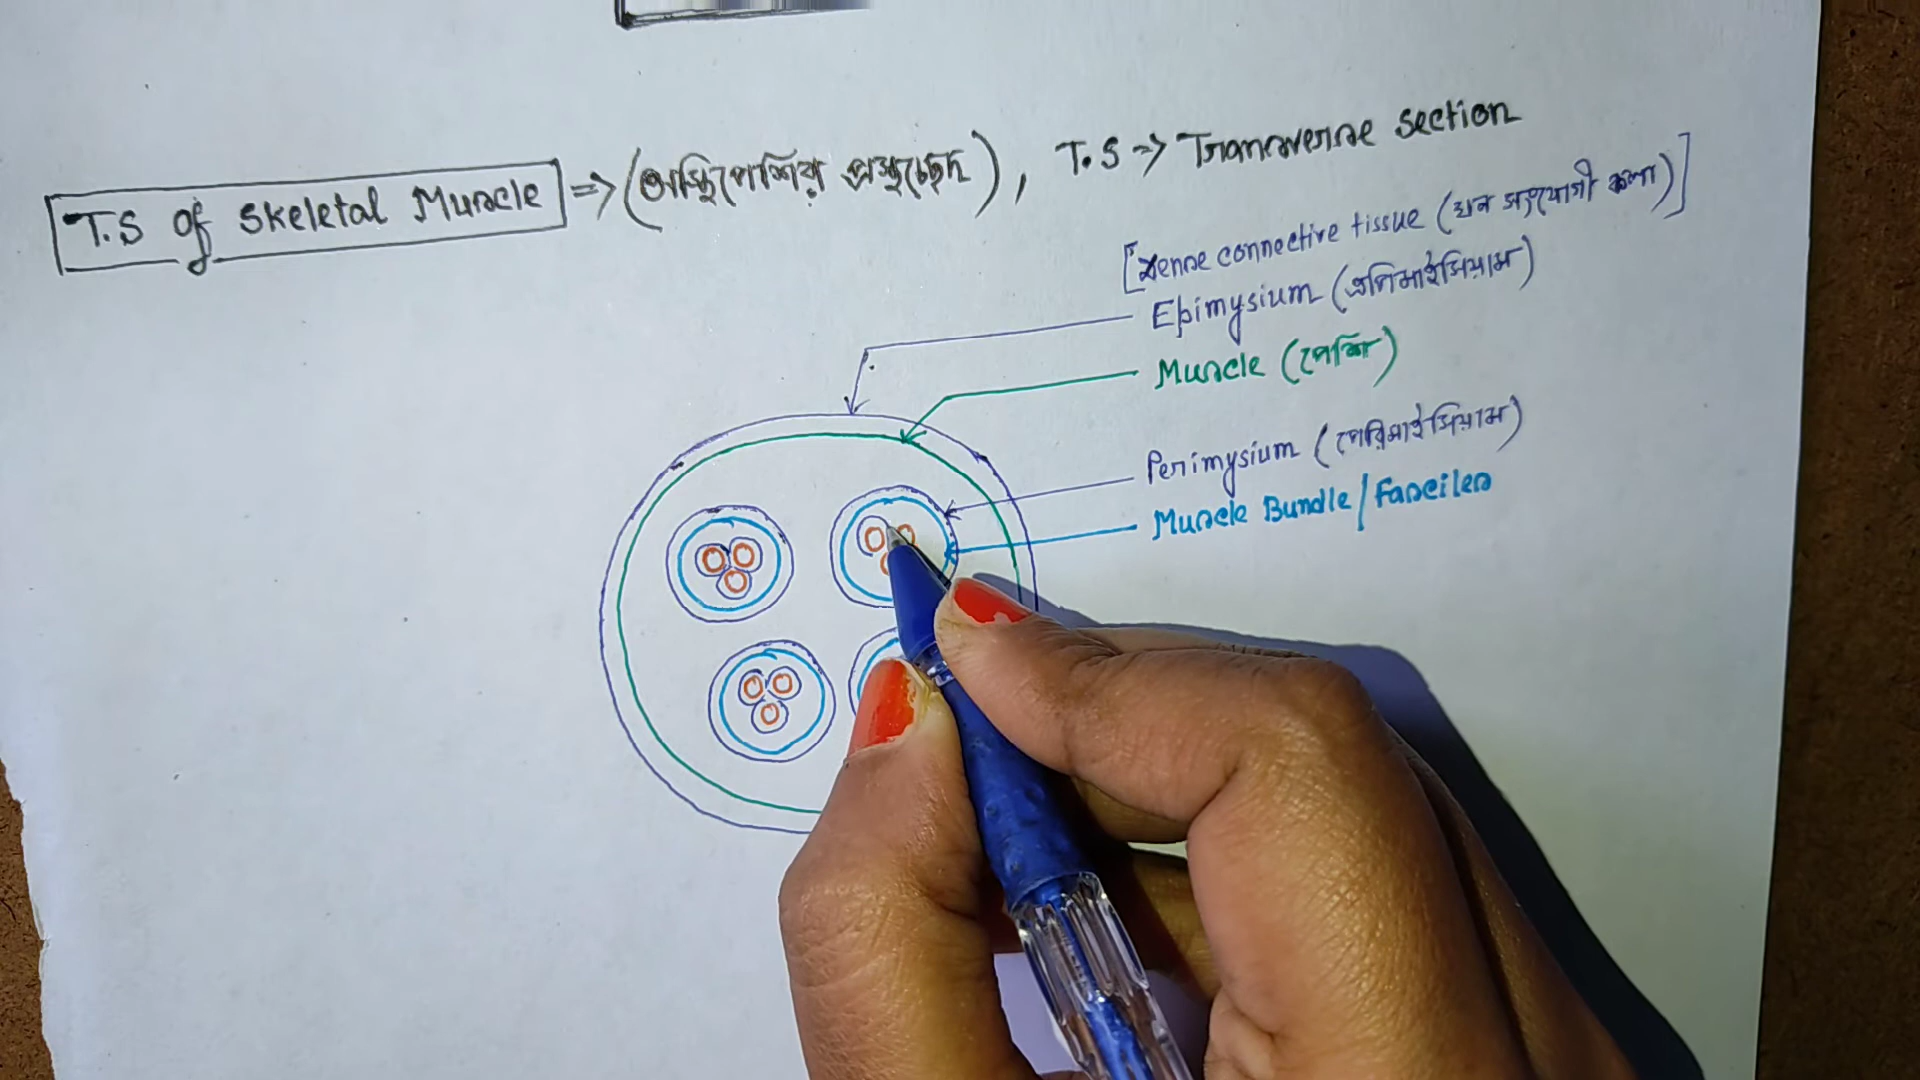 T.S of Skeletal Muscle => (অস্থিপেশির প্রস্থচ্ছেদ), T.S => Transverse section
[Dense connective tissue (ঘন সংযোগী কলা)]
Epimysium (এপিমাইসিয়াম)
Muscle (পেশি)
Perimysium (পেরিমাইসিয়াম)
Muscle Bundle/Fasciles